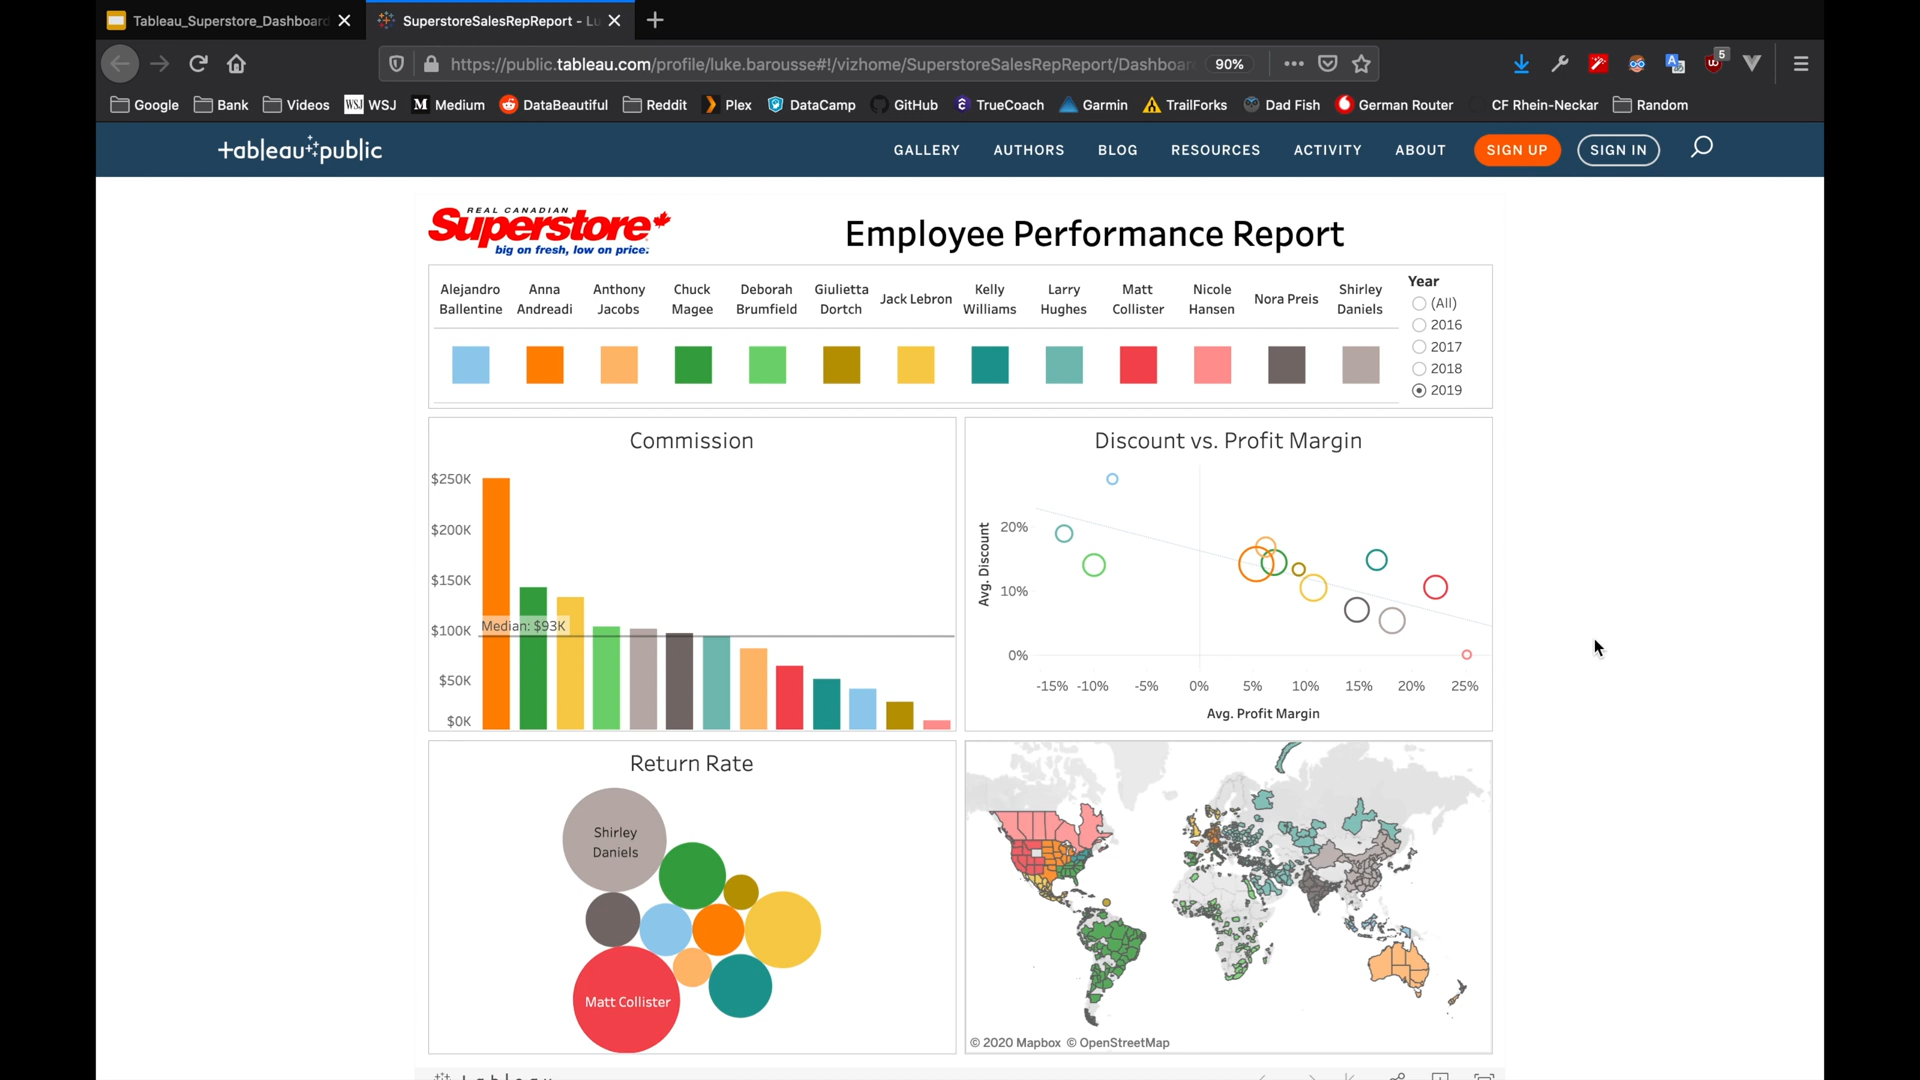 Tableau_Superstore_Dashboard
SuperstoreSalesRepReport - Lu
https://public.tableau.com/profile/luke.barousse#!/vizhome/SuperstoreSalesRepReport/Dashboar
90%
5
Google
Bank
Videos
WSJ WSJ
M Medium
DataBeautiful
Reddit
Plex
DataCamp
GitHub
TrueCoach
Garmin
TrailForks
Dad Fish
German Router
CF Rhein-Neckar
Random
+ableau public
GALLERY
AUTHORS
BLOG
RESOURCES
ACTIVITY
ABOUT
SIGN UP
SIGN IN
REAL CANADIAN
Superstore
big on fresh, low on price.
Employee Performance Report
Alejandro Ballentine
Anna Andreadi
Anthony Jacobs
Chuck Magee
Deborah Brumfield
Giulietta Dortch
Jack Lebron
Kelly Williams
Larry Hughes
Matt Collister
Nicole Hansen
Nora Preis
Shirley Daniels
Year
(All)
2016
2017
2018
2019
Commission
$250K
$200K
$150K
$100K
$50K
$0K
Median: $93K
Discount vs. Profit Margin
Avg. Discount
20%
10%
0%
-15% -10% -5% 0% 5% 10% 15% 20% 25%
Avg. Profit Margin
Return Rate
Shirley
Daniels
Matt Collister
© 2020 Mapbox © OpenStreetMap